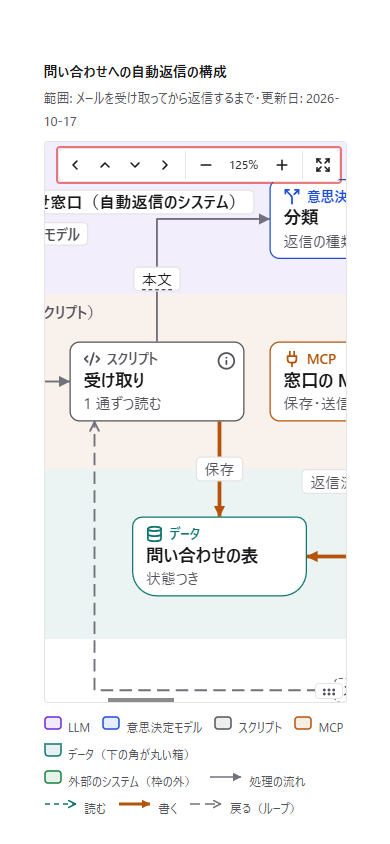 問い合わせへの自動返信の構成
範囲: メールを受け取ってから返信するまで・更新日: 2026-
10-17
125%
せ窓口（自動返信のシステム）
モデル
意思決
分類
返信の種
本文
クリプト）
スクリプト
受け取り
1 通ずつ読む
MCP
窓口の M
保存・送信
保存
返信
データ
問い合わせの表
状態つき
LLM 意思決定モデル スクリプト MCP
データ（下の角が丸い箱）
外部のシステム（枠の外） 処理の流れ
読む 書く 戻る（ループ）